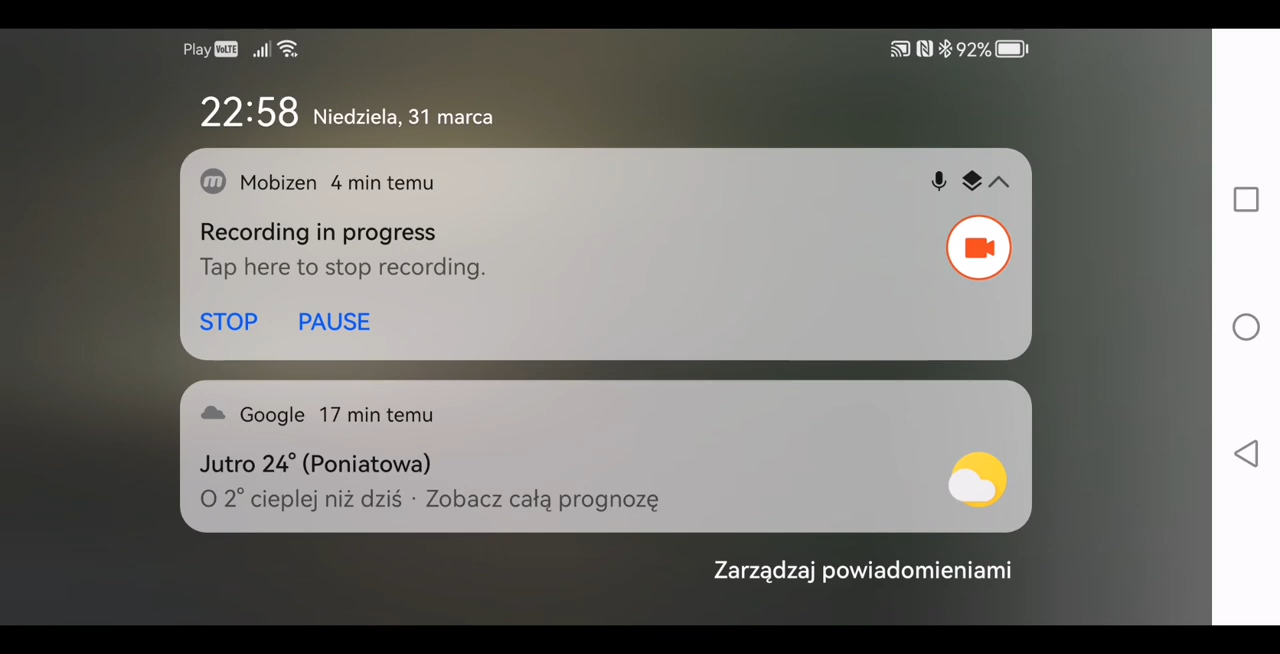 Play VoLTE 92%
22:58 Niedziela, 31 marca
m Mobizen 4 min temu
Recording in progress
Tap here to stop recording.
STOP PAUSE
Google 17 min temu
Jutro 24° (Poniatowa)
O 2° cieplej niż dziś · Zobacz całą prognozę
Zarządzaj powiadomieniami